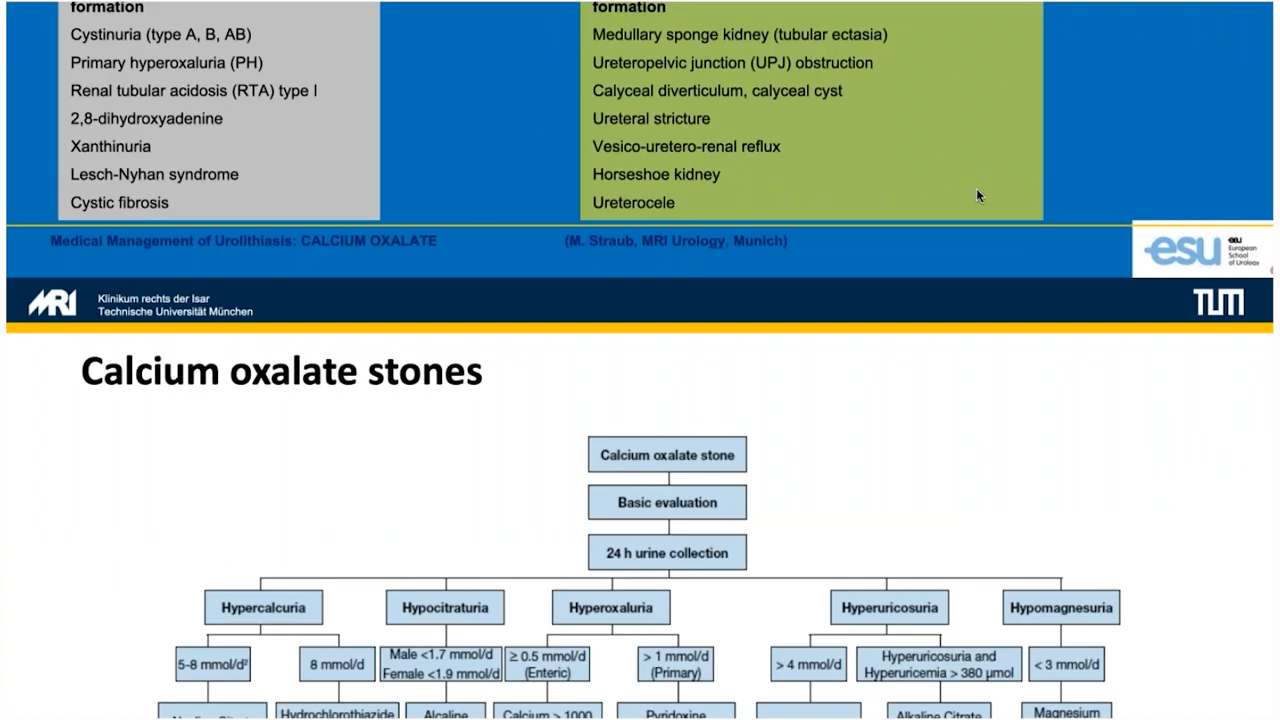 formation
Cystinuria (type A, B, AB)
Primary hyperoxaluria (PH)
Renal tubular acidosis (RTA) type I
2,8-dihydroxyadenine
Xanthinuria
Lesch-Nyhan syndrome
Cystic fibrosis
formation
Medullary sponge kidney (tubular ectasia)
Ureteropelvic junction (UPJ) obstruction
Calyceal diverticulum, calyceal cyst
Ureteral stricture
Vesico-uretero-renal reflux
Horseshoe kidney
Ureterocele
Medical Management of Urolithiasis: CALCIUM OXALATE (M. Straub, MRI Urology, Munich)
esu
eau
European
School
of Urology
MRI
Klinikum rechts der Isar
Technische Universität München
TUM
Calcium oxalate stones
Calcium oxalate stone
Basic evaluation
24 h urine collection
Hypercalcuria
Hypocitraturia
Hyperoxaluria
Hyperuricosuria
Hypomagnesuria
5-8 mmol/d²
8 mmol/d
Male <1.7 mmol/d
Female <1.9 mmol/d
≥ 0.5 mmol/d
(Enteric)
> 1 mmol/d
(Primary)
> 4 mmol/d
Hyperuricosuria and
Hyperuricemia > 380 µmol
< 3 mmol/d
Hydrochlorothiazide
Alcaline
Calcium > 1000
Pyridoxine
Alkaline Citrate
Magnesium